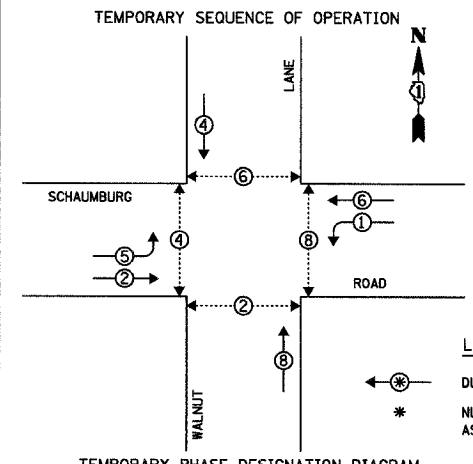 TEMPORARY SEQUENCE OF OPERATION
N
LANE
1
4
6
SCHAUMBURG
6
1
4
8
5
2
ROAD
2
8
WALNUT
L
* DU
* NU
AS
TEMPORARY PHASE DESIGNATION DIAGRAM